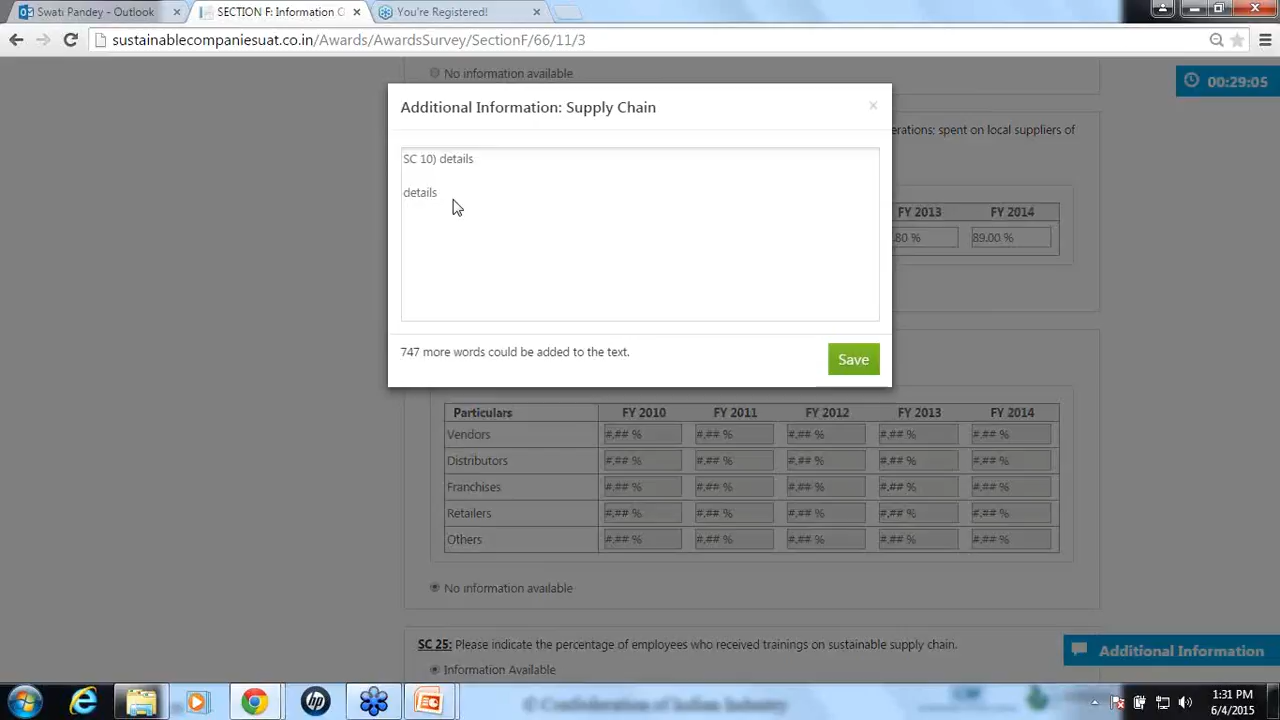 Swati Pandey - Outlook
SECTION F: Information C
You're Registered!
sustainablecompaniesuat.co.in/Awards/AwardsSurvey/SectionF/66/11/3
No information available
00:29:05
Additional Information: Supply Chain
erations; spent on local suppliers of
SC 10) details
details
FY 2013 FY 2014
.80 % 89.00 %
747 more words could be added to the text.
Save
Particulars FY 2010 FY 2011 FY 2012 FY 2013 FY 2014
Vendors #.## % #.## % #.## % #.## % #.## %
Distributors #.## % #.## % #.## % #.## % #.## %
Franchises #.## % #.## % #.## % #.## % #.## %
Retailers #.## % #.## % #.## % #.## % #.## %
Others #.## % #.## % #.## % #.## % #.## %
No information available
SC 25: Please indicate the percentage of employees who received trainings on sustainable supply chain.
Information Available
Additional Information
© Confederation of Indian Industry
hp
1:31 PM
6/4/2015